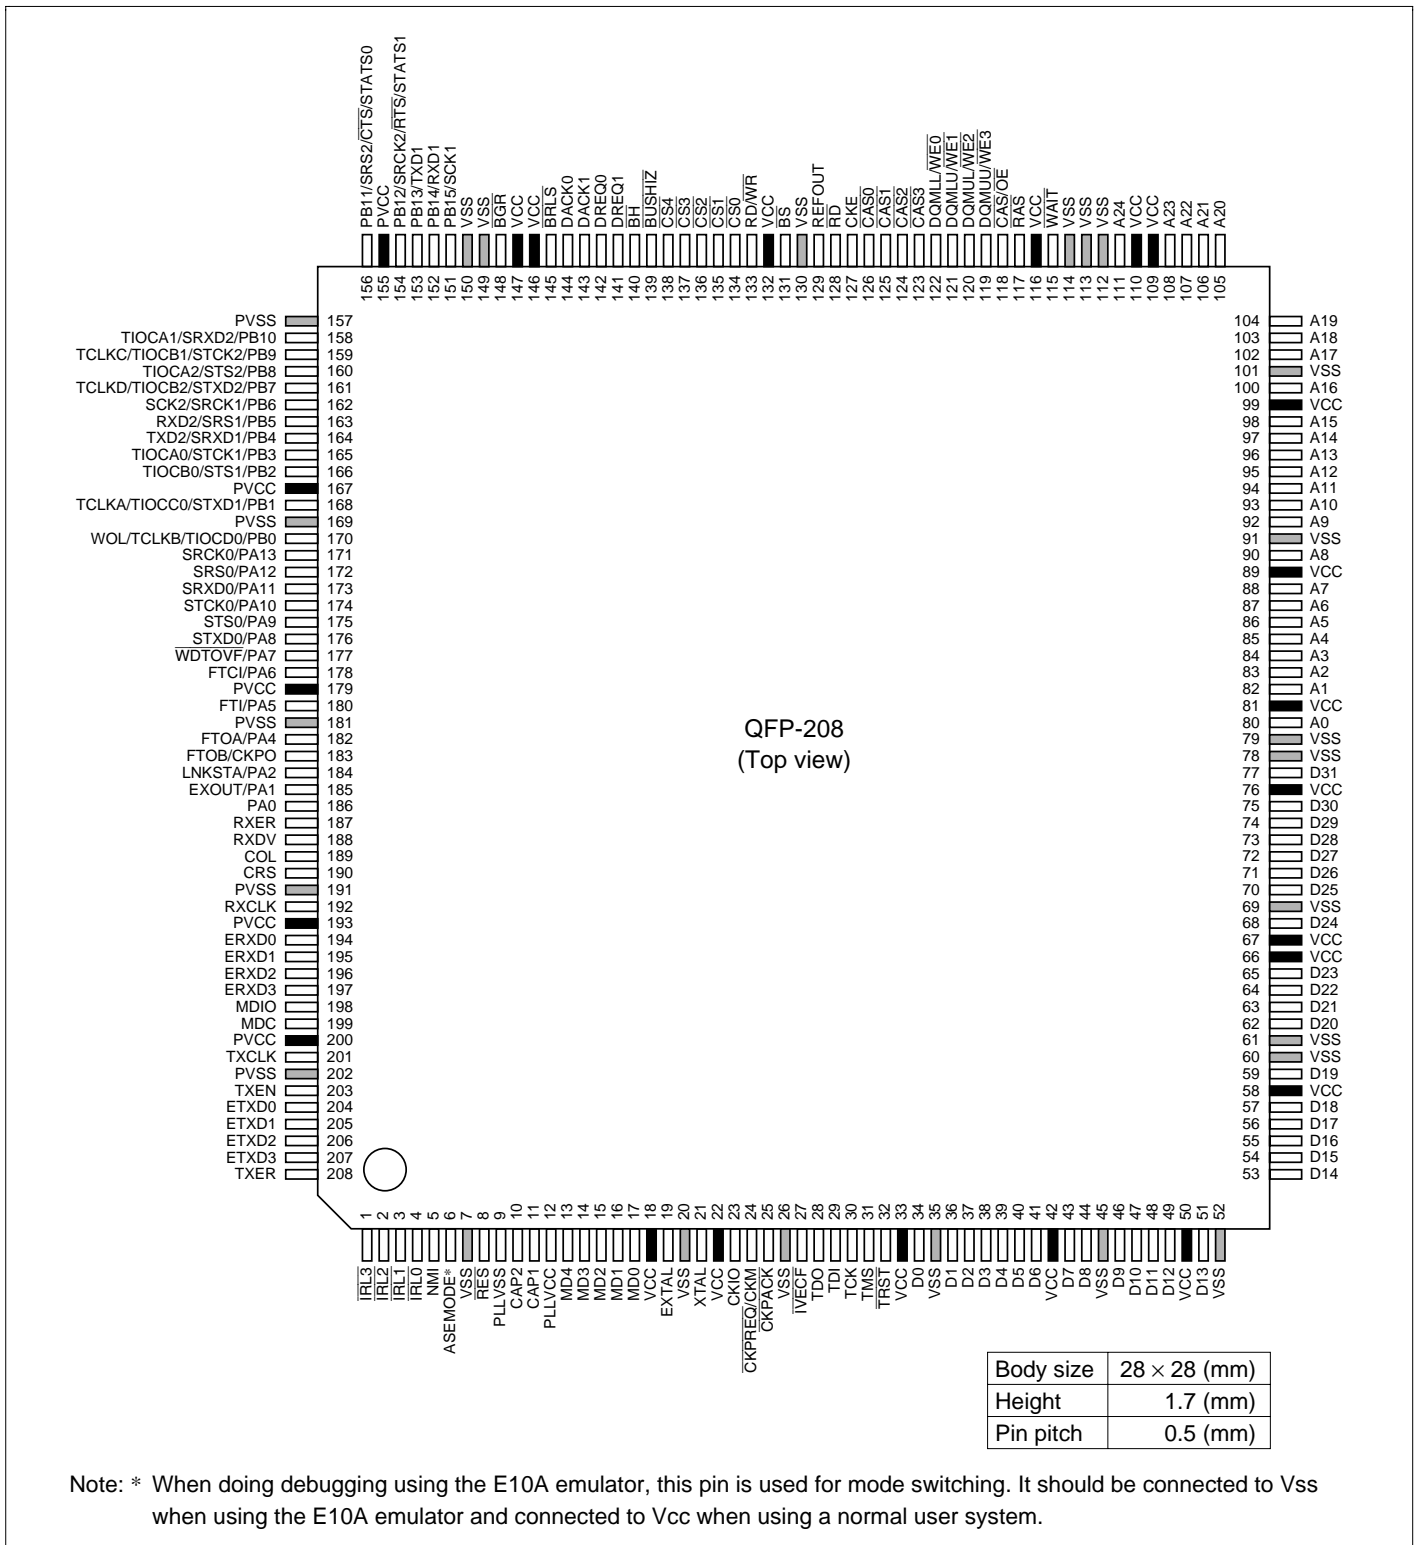 PB11/SRS2/CTS/STATS0
PVCC
PB12/SRCK2/RTS/STATS1
PB13/TXD1
PB14/RXD1
PB15/SCK1
VSS
VSS
BGR
VCC
VCC
BRLS
DACK0
DACK1
DREQ0
DREQ1
BH
BUSHIZ
CS4
CS3
CS2
CS1
CS0
RD/WR
VCC
BS
VSS
REFOUT
RD
CKE
CAS0
CAS1
CAS2
CAS3
DQMLL/WE0
DQMLU/WE1
DQMUL/WE2
DQMUU/WE3
CAS/OE
RAS
VCC
WAIT
VSS
VSS
VSS
A24
VCC
VCC
A23
A22
A21
A20
156 155 154 153 152 151 150 149 148 147 146 145 144 143 142 141 140 139 138 137 136 135 134 133 132 131 130 129 128 127 126 125 124 123 122 121 120 119 118 117 116 115 114 113 112 111 110 109 108 107 106 105
PVSS 157
TIOCA1/SRXD2/PB10 158
TCLKC/TIOCB1/STCK2/PB9 159
TIOCA2/STS2/PB8 160
TCLKD/TIOCB2/STXD2/PB7 161
SCK2/SRCK1/PB6 162
RXD2/SRS1/PB5 163
TXD2/SRXD1/PB4 164
TIOCA0/STCK1/PB3 165
TIOCB0/STS1/PB2 166
PVCC 167
TCLKA/TIOCC0/STXD1/PB1 168
PVSS 169
WOL/TCLKB/TIOCD0/PB0 170
SRCK0/PA13 171
SRS0/PA12 172
SRXD0/PA11 173
STCK0/PA10 174
STS0/PA9 175
STXD0/PA8 176
WDTOVF/PA7 177
FTCI/PA6 178
PVCC 179
FTI/PA5 180
PVSS 181
FTOA/PA4 182
FTOB/CKPO 183
LNKSTA/PA2 184
EXOUT/PA1 185
PA0 186
RXER 187
RXDV 188
COL 189
CRS 190
PVSS 191
RXCLK 192
PVCC 193
ERXD0 194
ERXD1 195
ERXD2 196
ERXD3 197
MDIO 198
MDC 199
PVCC 200
TXCLK 201
PVSS 202
TXEN 203
ETXD0 204
ETXD1 205
ETXD2 206
ETXD3 207
TXER 208
QFP-208
(Top view)
104 A19
103 A18
102 A17
101 VSS
100 A16
99 VCC
98 A15
97 A14
96 A13
95 A12
94 A11
93 A10
92 A9
91 VSS
90 A8
89 VCC
88 A7
87 A6
86 A5
85 A4
84 A3
83 A2
82 A1
81 VCC
80 A0
79 VSS
78 VSS
77 D31
76 VCC
75 D30
74 D29
73 D28
72 D27
71 D26
70 D25
69 VSS
68 D24
67 VCC
66 VCC
65 D23
64 D22
63 D21
62 D20
61 VSS
60 VSS
59 D19
58 VCC
57 D18
56 D17
55 D16
54 D15
53 D14
1 2 3 4 5 6 7 8 9 10 11 12 13 14 15 16 17 18 19 20 21 22 23 24 25 26 27 28 29 30 31 32 33 34 35 36 37 38 39 40 41 42 43 44 45 46 47 48 49 50 51 52
IRL3
IRL2
IRL1
IRL0
NMI
ASEMODE*
VSS
RES
PLLVSS
CAP2
CAP1
PLLVCC
MD4
MD3
MD2
MD1
MD0
VCC
EXTAL
VSS
XTAL
VCC
CKIO
CKPREQ/CKM
CKPACK
VSS
IVECF
TDO
TDI
TCK
TMS
TRST
VCC
D0
VSS
D1
D2
D3
D4
D5
D6
VCC
D7
D8
VSS
D9
D10
D11
D12
VCC
D13
VSS
Body size 28 × 28 (mm)
Height 1.7 (mm)
Pin pitch 0.5 (mm)
Note: * When doing debugging using the E10A emulator, this pin is used for mode switching. It should be connected to Vss
when using the E10A emulator and connected to Vcc when using a normal user system.